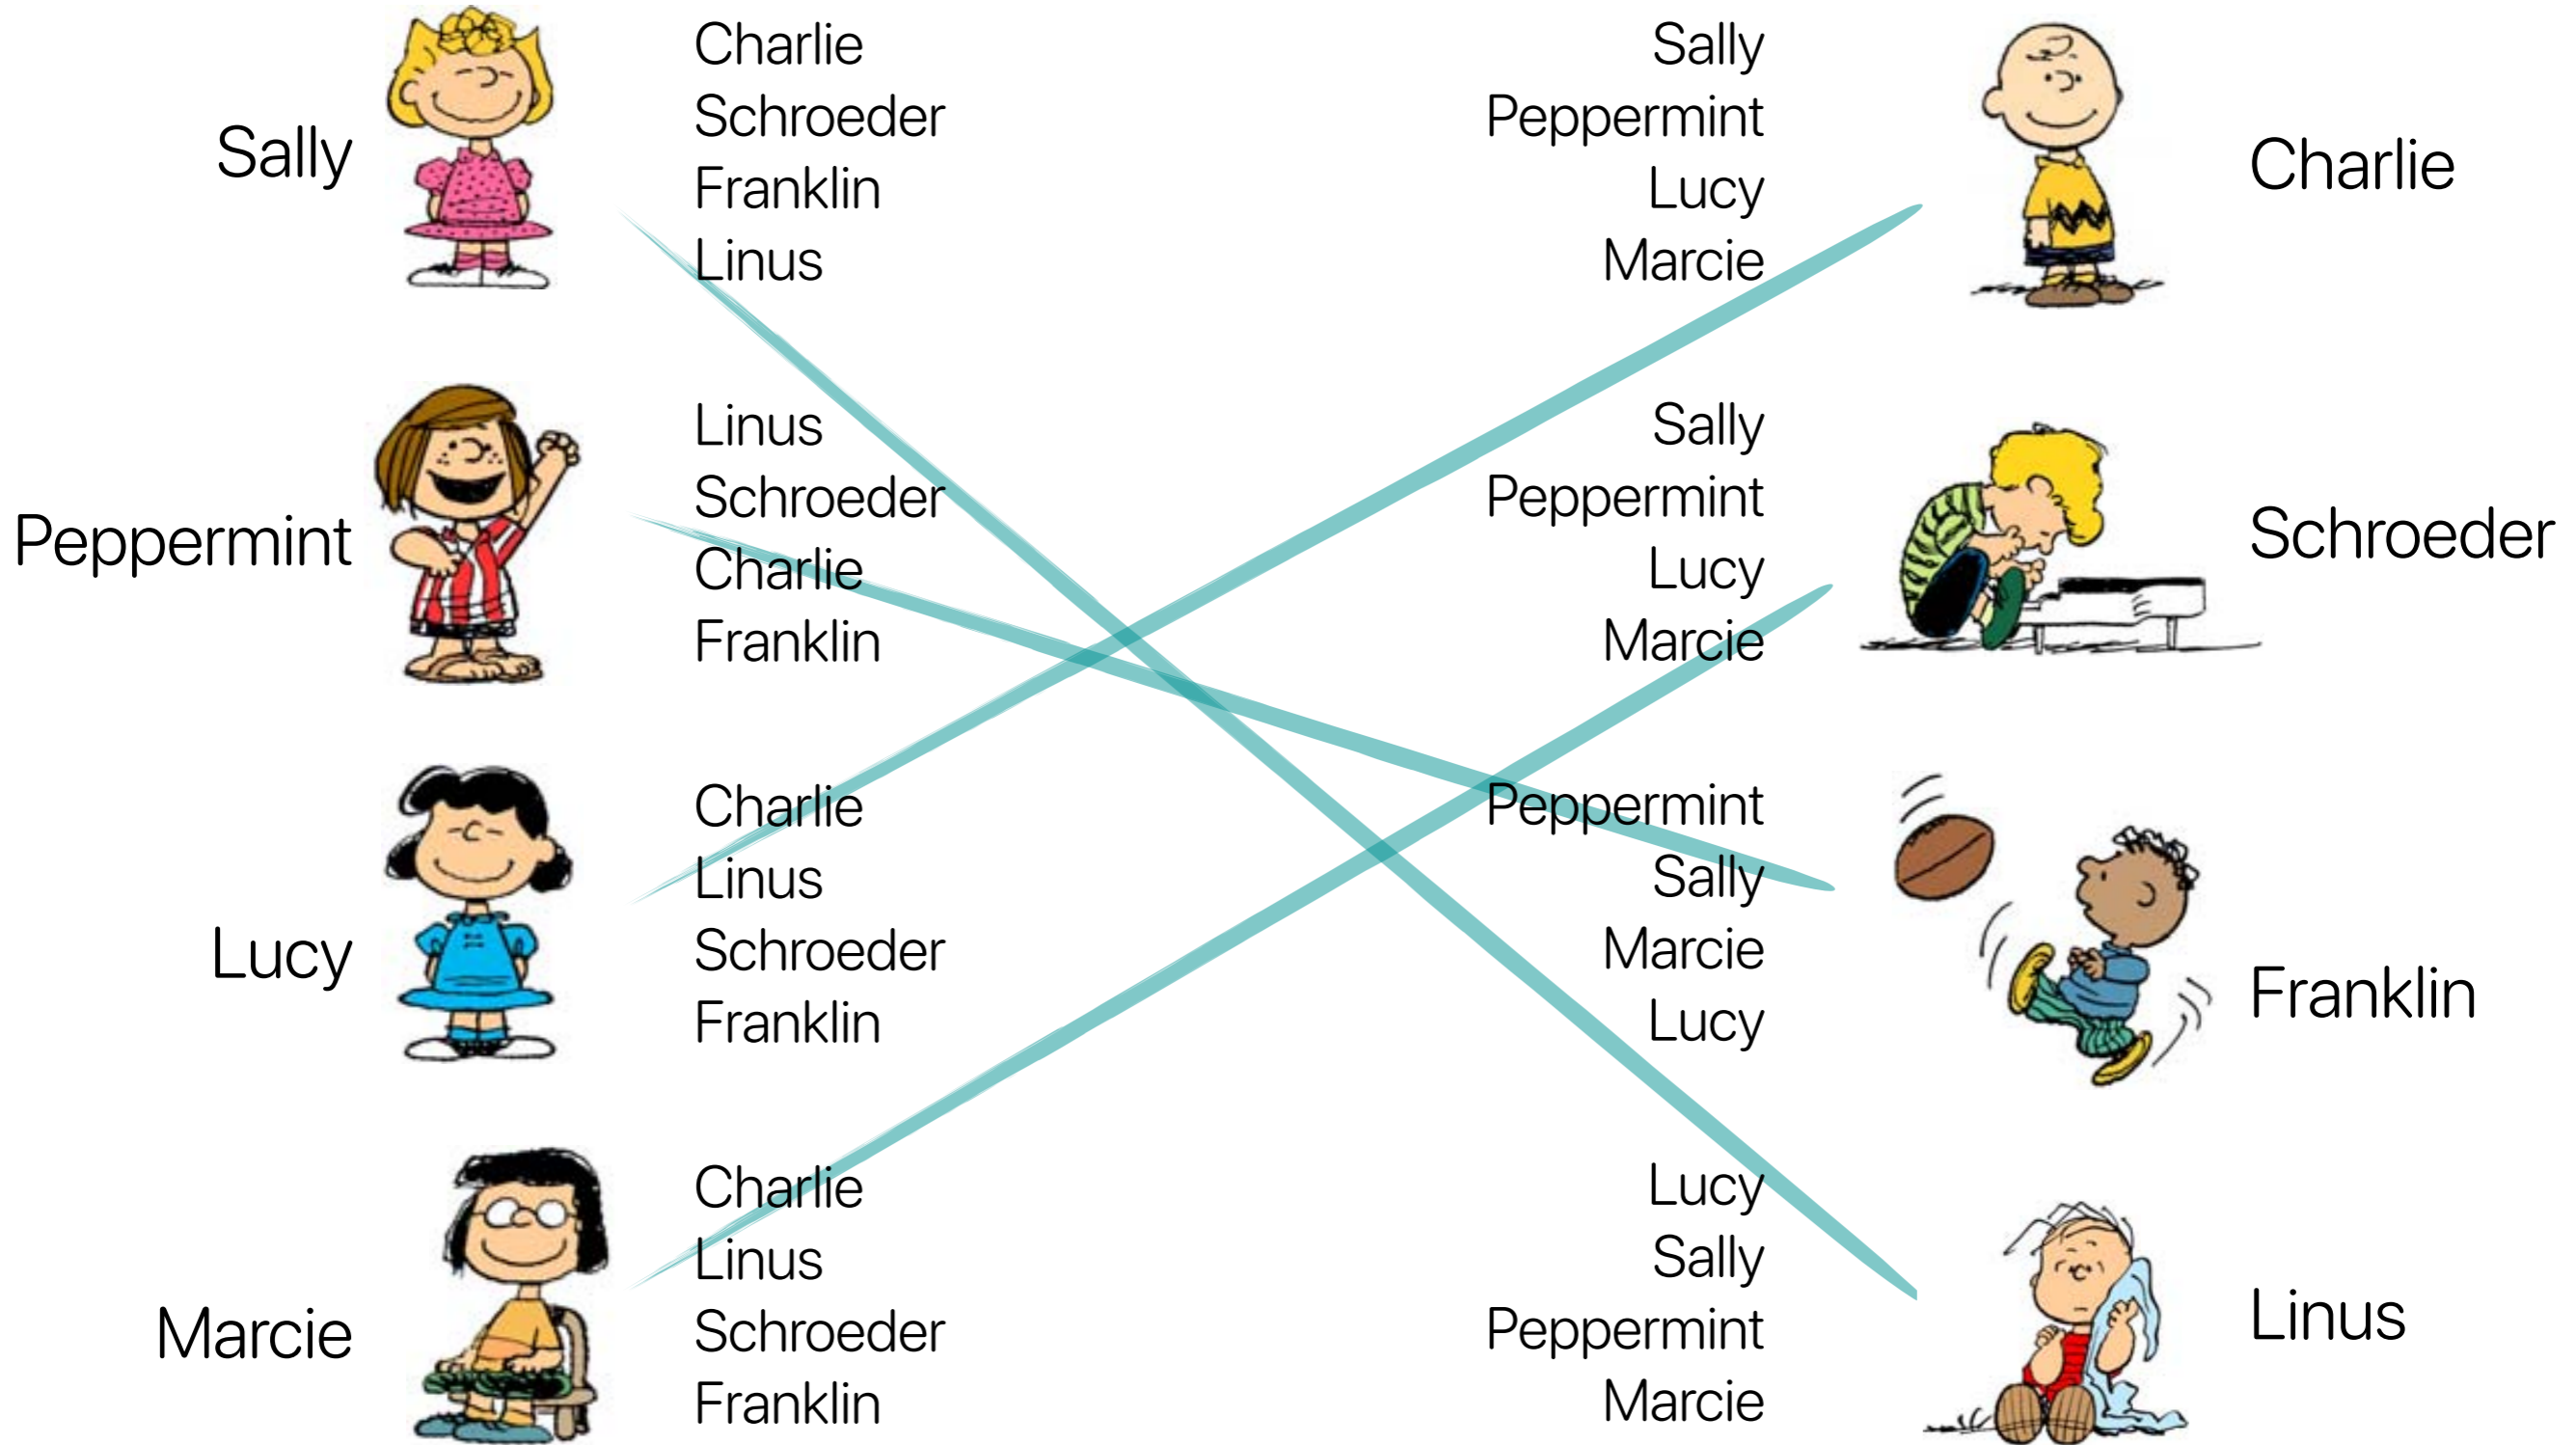 Sally
Charlie
Schroeder
Franklin
Linus
Peppermint
Linus
Schroeder
Charlie
Franklin
Lucy
Charlie
Linus
Schroeder
Franklin
Marcie
Charlie
Linus
Schroeder
Franklin
Sally
Peppermint
Lucy
Marcie
Charlie
Sally
Peppermint
Lucy
Marcie
Schroeder
Peppermint
Sally
Marcie
Lucy
Franklin
Lucy
Sally
Peppermint
Marcie
Linus